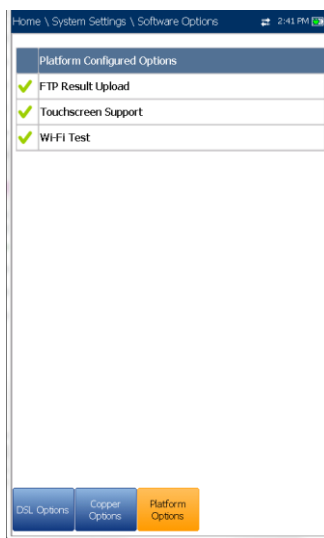 Home \ System Settings \ Software Options 2:41 PM
Platform Configured Options
FTP Result Upload
Touchscreen Support
Wi-Fi Test
DSL Options
Copper
Options
Platform
Options